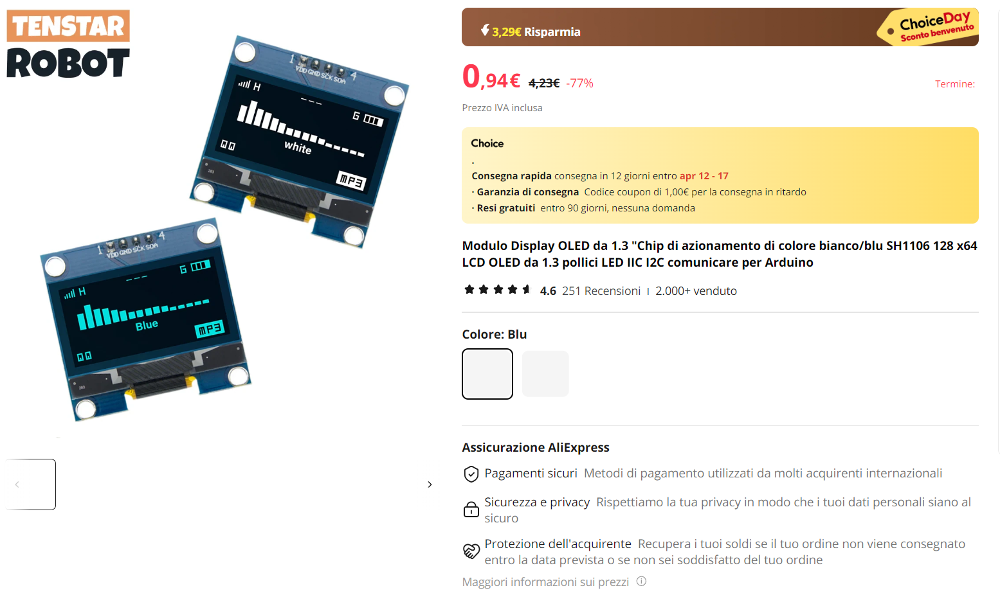 TENSTAR
ROBOT
1 4
VDD GND SCK SDA
H
G
white
MP3
283
1 4
VDD GND SCK SDA
H
G
Blue
MP3
283
3,29€ Risparmia
ChoiceDay
Sconto benvenuto
0,94€ 4,23€ -77%
Termine:
Prezzo IVA inclusa
Choice
·
Consegna rapida consegna in 12 giorni entro apr 12 - 17
· Garanzia di consegna Codice coupon di 1,00€ per la consegna in ritardo
· Resi gratuiti entro 90 giorni, nessuna domanda
Modulo Display OLED da 1.3 "Chip di azionamento di colore bianco/blu SH1106 128 x64
LCD OLED da 1.3 pollici LED IIC I2C comunicare per Arduino
4.6 251 Recensioni | 2.000+ venduto
Colore: Blu
Assicurazione AliExpress
Pagamenti sicuri Metodi di pagamento utilizzati da molti acquirenti internazionali
Sicurezza e privacy Rispettiamo la tua privacy in modo che i tuoi dati personali siano al
sicuro
Protezione dell'acquirente Recupera i tuoi soldi se il tuo ordine non viene consegnato
entro la data prevista o se non sei soddisfatto del tuo ordine
Maggiori informazioni sui prezzi